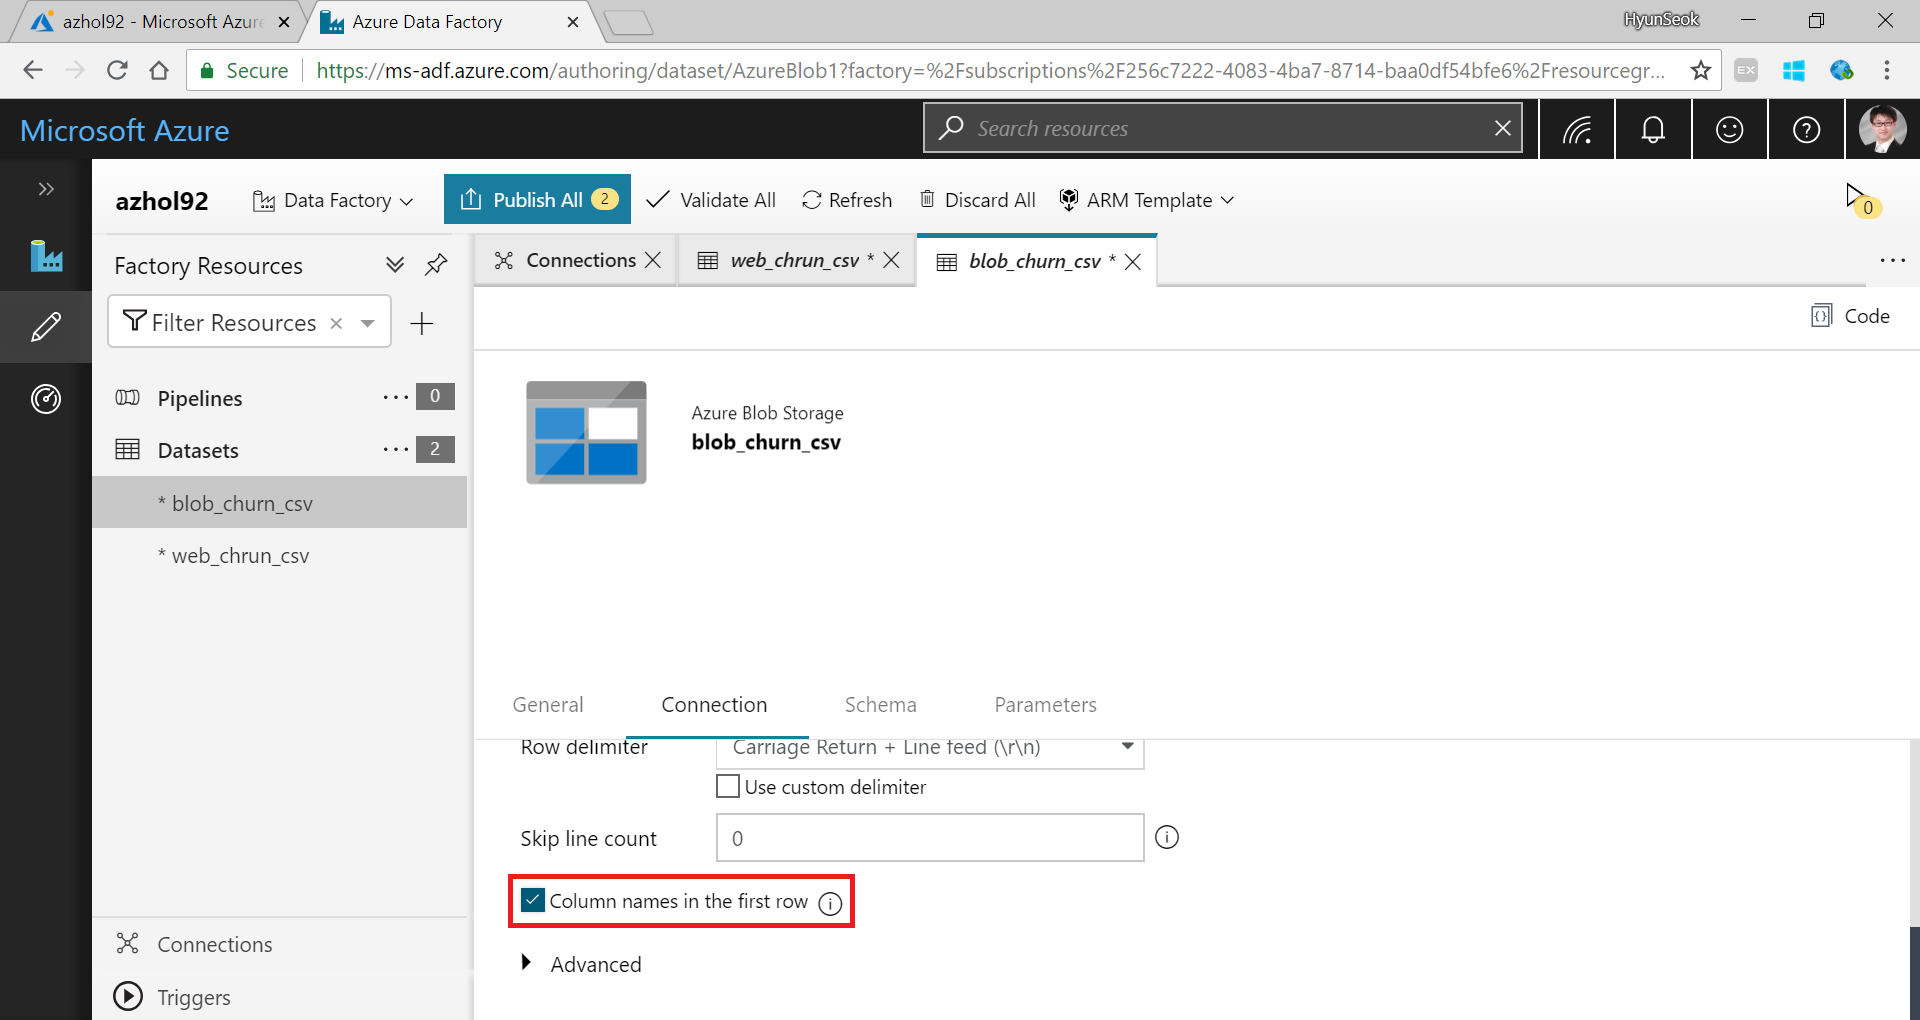 azhol92 - Microsoft Azure
Azure Data Factory
HyunSeok
Secure
https://ms-adf.azure.com/authoring/dataset/AzureBlob1?factory=%2Fsubscriptions%2F256c7222-4083-4ba7-8714-baa0df54bfe6%2Fresourcegr...
EX
Microsoft Azure
Search resources
azhol92
Data Factory
Publish All
2
Validate All
Refresh
Discard All
ARM Template
0
Factory Resources
Connections
web_chrun_csv *
blob_churn_csv *
...
Filter Resources
Code
Pipelines
0
Datasets
2
* blob_churn_csv
* web_chrun_csv
Azure Blob Storage
blob_churn_csv
General
Connection
Schema
Parameters
Row delimiter
Carriage Return + Line feed (\r\n)
Use custom delimiter
Skip line count
0
Column names in the first row
Advanced
Connections
Triggers